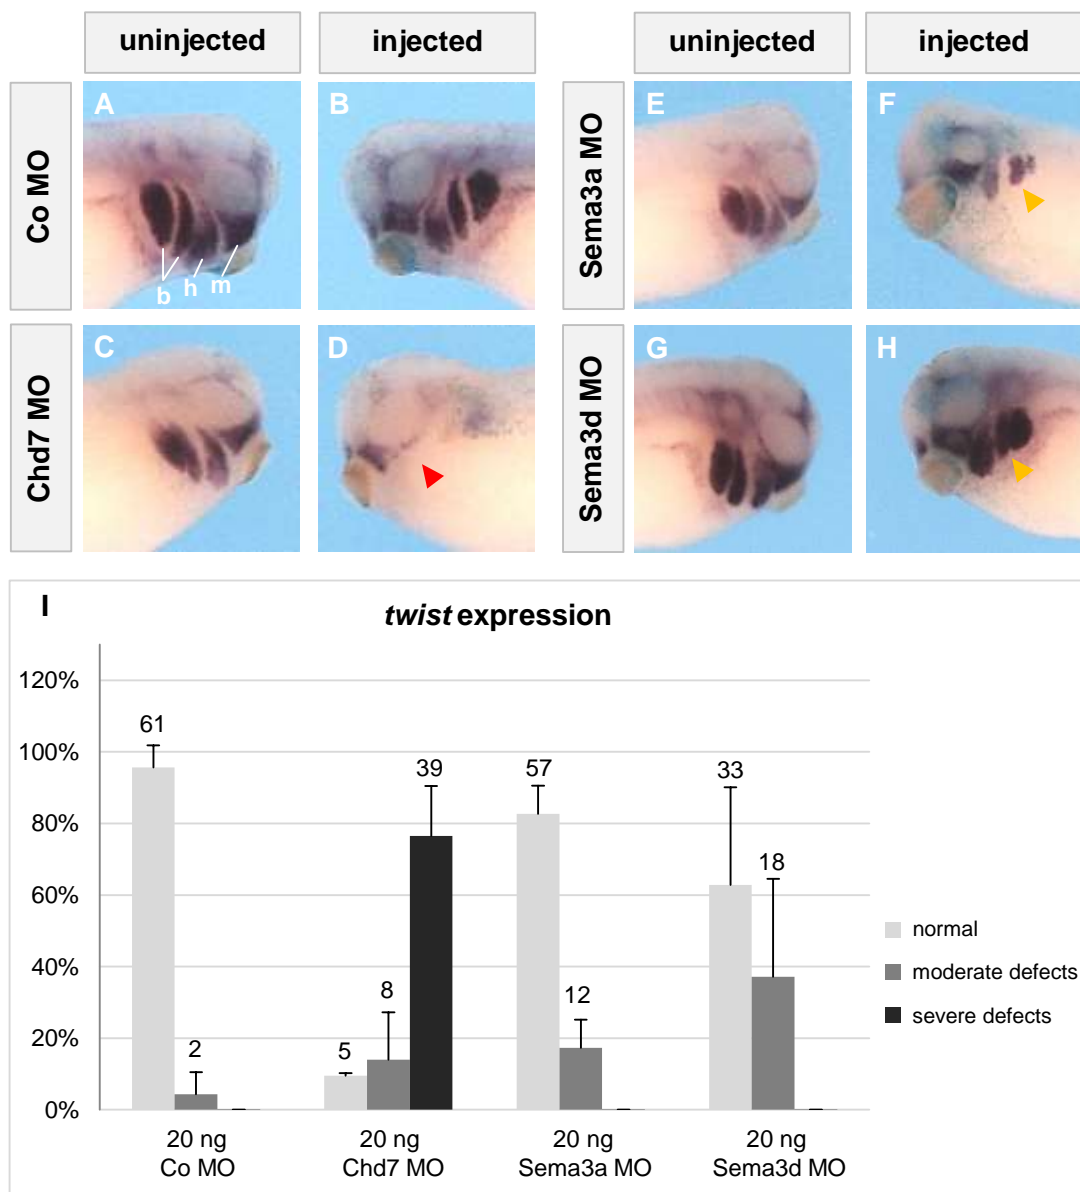 uninjected
injected
uninjected
injected
Co MO
A
B
b
h
m
Sema3a MO
E
F
Chd7 MO
C
D
Sema3d MO
G
H
I
twist expression
120%
100%
80%
60%
40%
20%
0%
61
2
5
8
39
57
12
33
18
20 ng
Co MO
20 ng
Chd7 MO
20 ng
Sema3a MO
20 ng
Sema3d MO
normal
moderate defects
severe defects